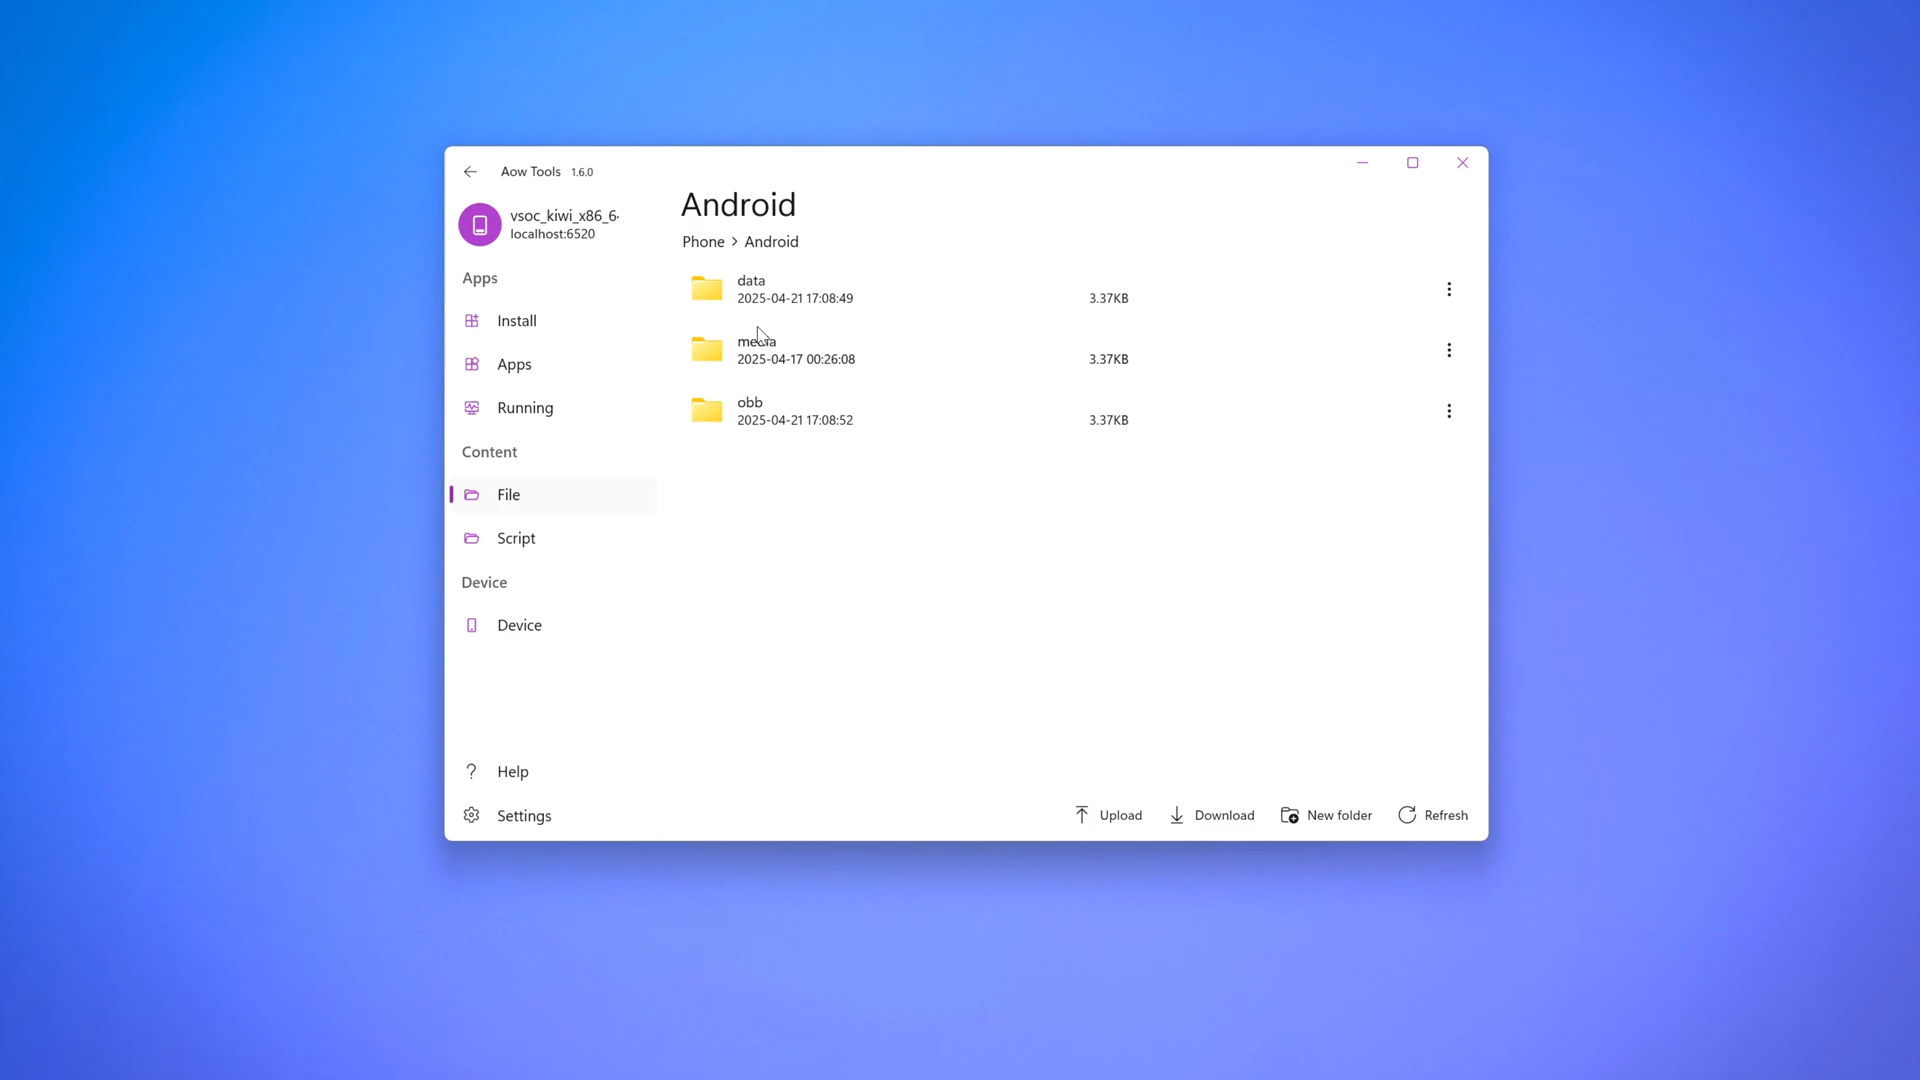 Aow Tools 1.6.0
vsoc_kiwi_x86_6
localhost:6520
Apps
Install
Apps
Running
Content
File
Script
Device
Device
? Help
Settings
Android
Phone > Android
data
2025-04-21 17:08:49 3.37KB
media
2025-04-17 00:26:08 3.37KB
obb
2025-04-21 17:08:52 3.37KB
Upload Download New folder Refresh